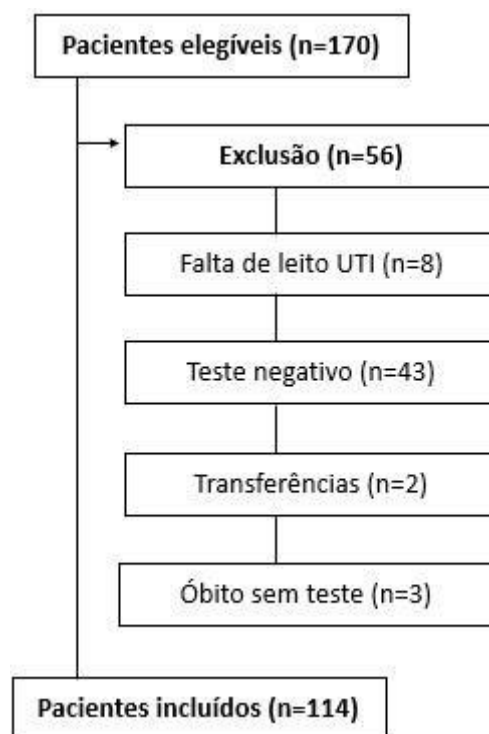 Pacientes elegíveis (n=170)
Exclusão (n=56)
Falta de leito UTI (n=8)
Teste negativo (n=43)
Transferências (n=2)
Óbito sem teste (n=3)
Pacientes incluídos (n=114)